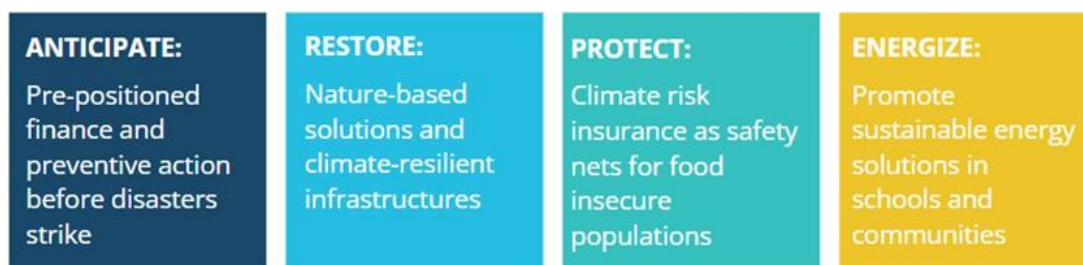 ANTICIPATE:
Pre-positioned
finance and
preventive action
before disasters
strike
RESTORE:
Nature-based
solutions and
climate-resilient
infrastructures
PROTECT:
Climate risk
insurance as safety
nets for food
insecure
populations
ENERGIZE:
Promote
sustainable energy
solutions in
schools and
communities